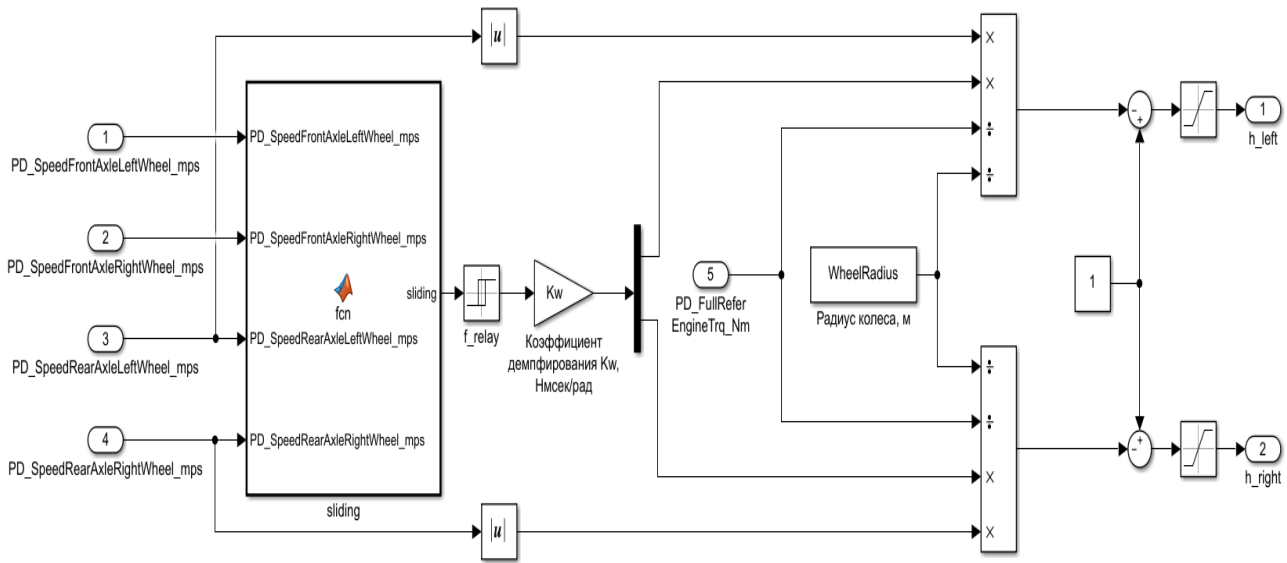 |u|
×
1
PD_SpeedFrontAxleLeftWheel_mps
PD_SpeedFrontAxleLeftWheel_mps
×
÷
÷
-
+
1
h_left
2
PD_SpeedFrontAxleRightWheel_mps
PD_SpeedFrontAxleRightWheel_mps
fcn
sliding
f_relay
Kw
Коэффициент
демпфирования Kw,
Нмсек/рад
5
PD_FullRefer
EngineTrq_Nm
WheelRadius
Радиус колеса, м
1
3
PD_SpeedRearAxleLeftWheel_mps
PD_SpeedRearAxleLeftWheel_mps
÷
÷
×
×
-
+
2
h_right
4
PD_SpeedRearAxleRightWheel_mps
PD_SpeedRearAxleRightWheel_mps
sliding
|u|